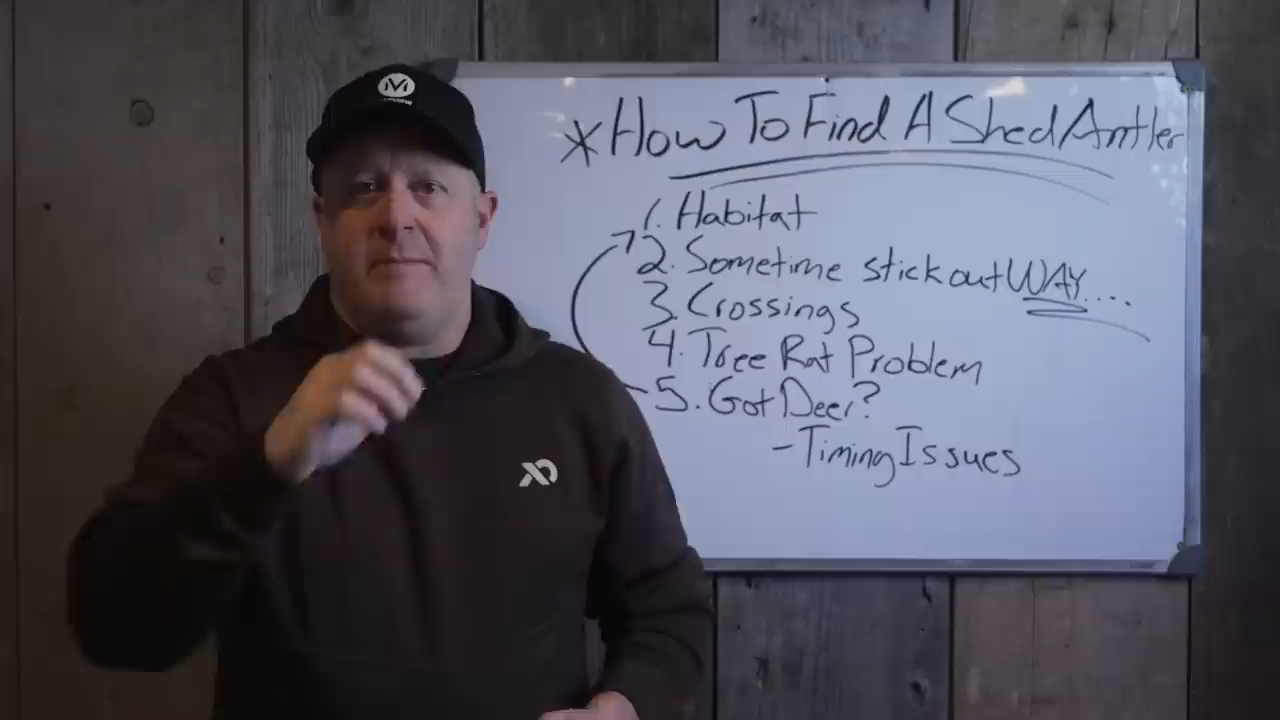 *How To Find A Shed Antler
1. Habitat
2. Sometime stick out WAY....
3. Crossings
4. Tree Rat Problem
5. Got Deer?
- Timing Issues